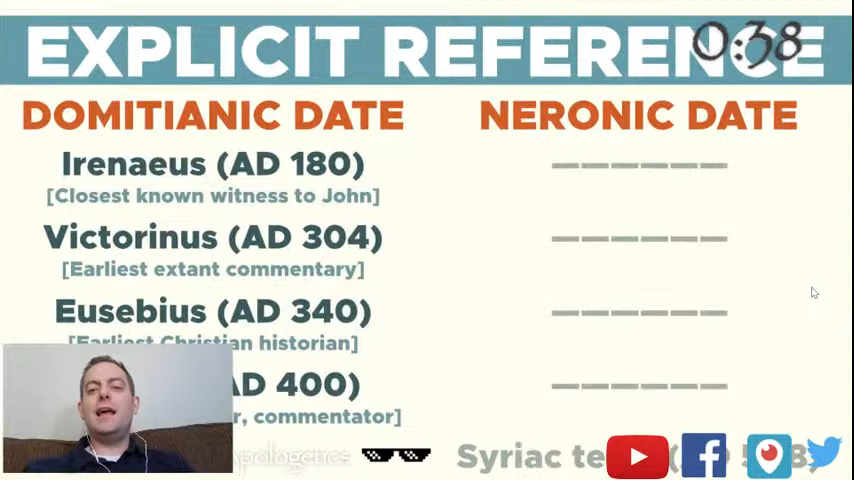 EXPLICIT REFERENCE
0:38
DOMITIANIC DATE
NERONIC DATE
Irenaeus (AD 180)
[Closest known witness to John]
Victorinus (AD 304)
[Earliest extant commentary]
Eusebius (AD 340)
[Earliest Christian historian]
AD 400)
commentator]
Apologetics
Syriac